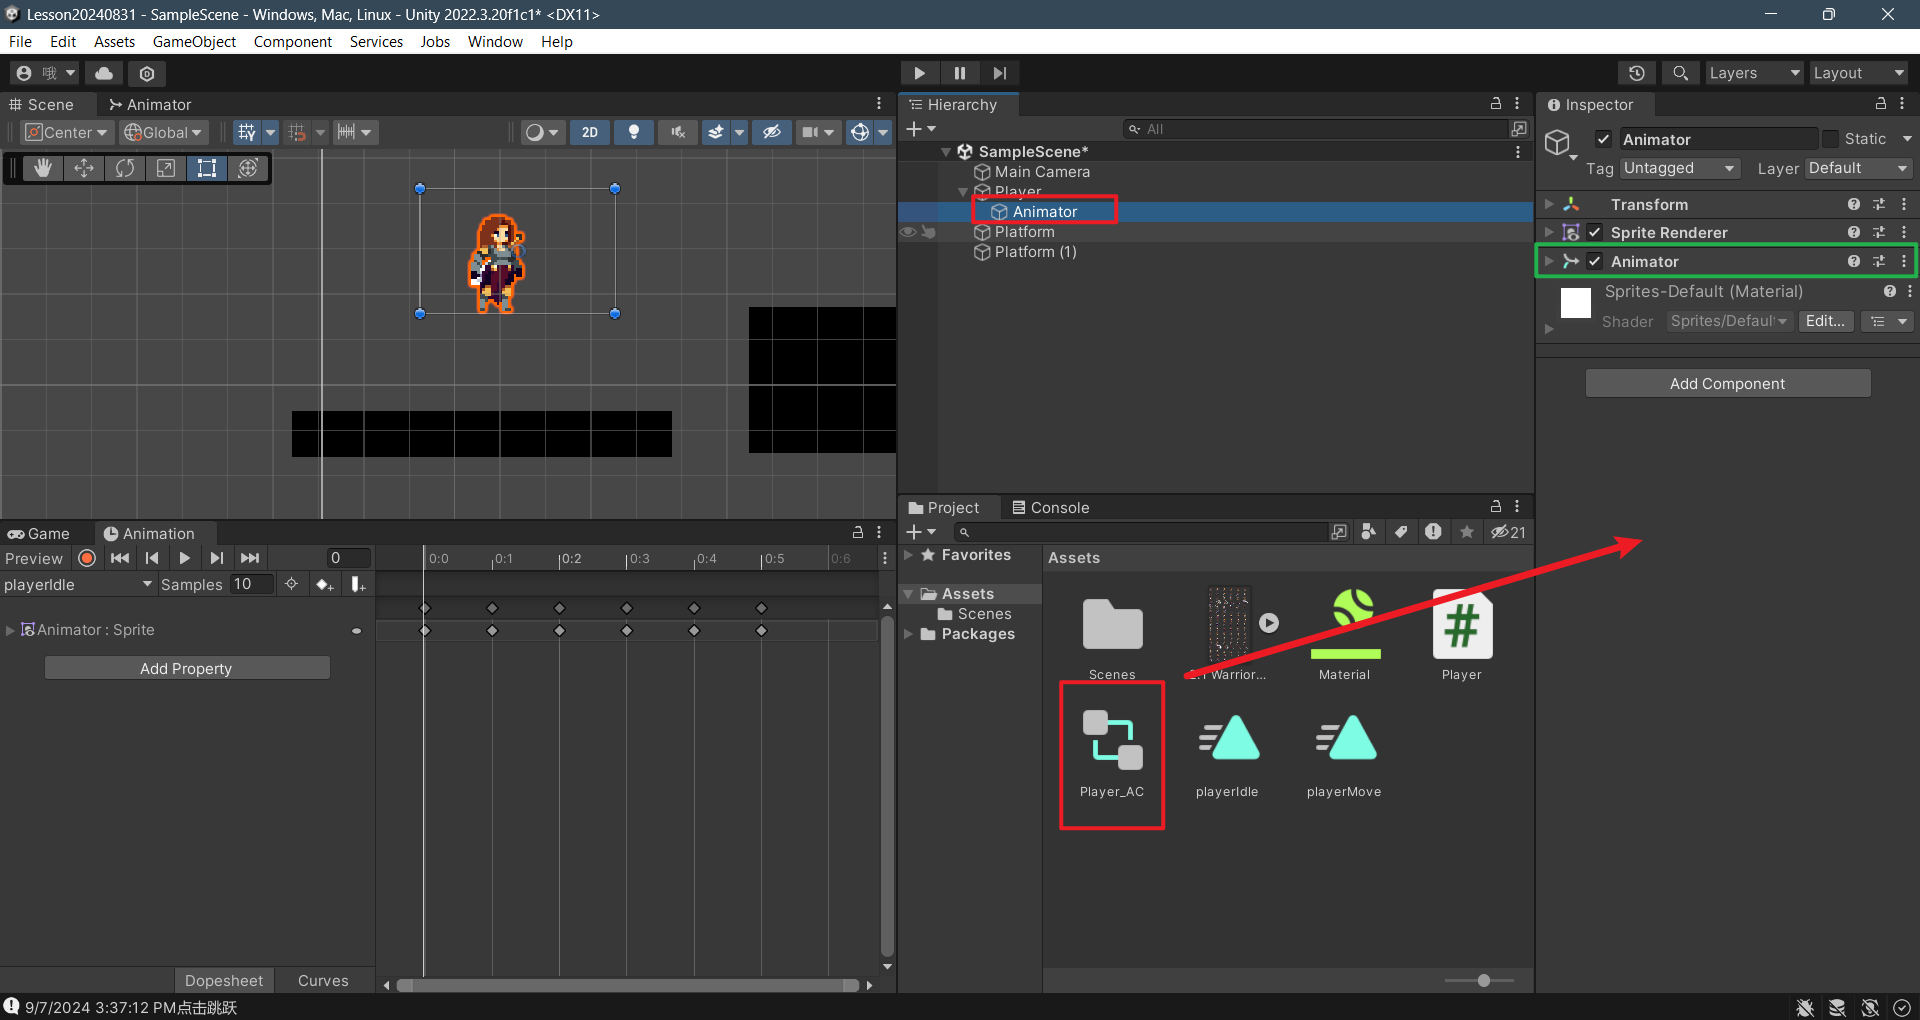 Lesson20240831 - SampleScene - Windows, Mac, Linux - Unity 2022.3.20f1c1* <DX11>
File Edit Assets GameObject Component Services Jobs Window Help
哦
Layers Layout
Scene Animator
Center Global 2D
Hierarchy
All
SampleScene*
Main Camera
Player
Animator
Platform
Platform (1)
Inspector
Animator Static
Tag Untagged Layer Default
Transform
Sprite Renderer
Animator
Sprites-Default (Material)
Shader Sprites/Default Edit...
Add Component
Game Animation
Preview 0
0:0 0:1 0:2 0:3 0:4 0:5 0:6
playerIdle Samples 10
Animator : Sprite
Add Property
Dopesheet Curves
Project Console
21
Favorites
Assets
Scenes
Packages
Assets
Scenes
Warrior...
Material
Player
Player_AC
playerIdle
playerMove
9/7/2024 3:37:12 PM点击跳跃